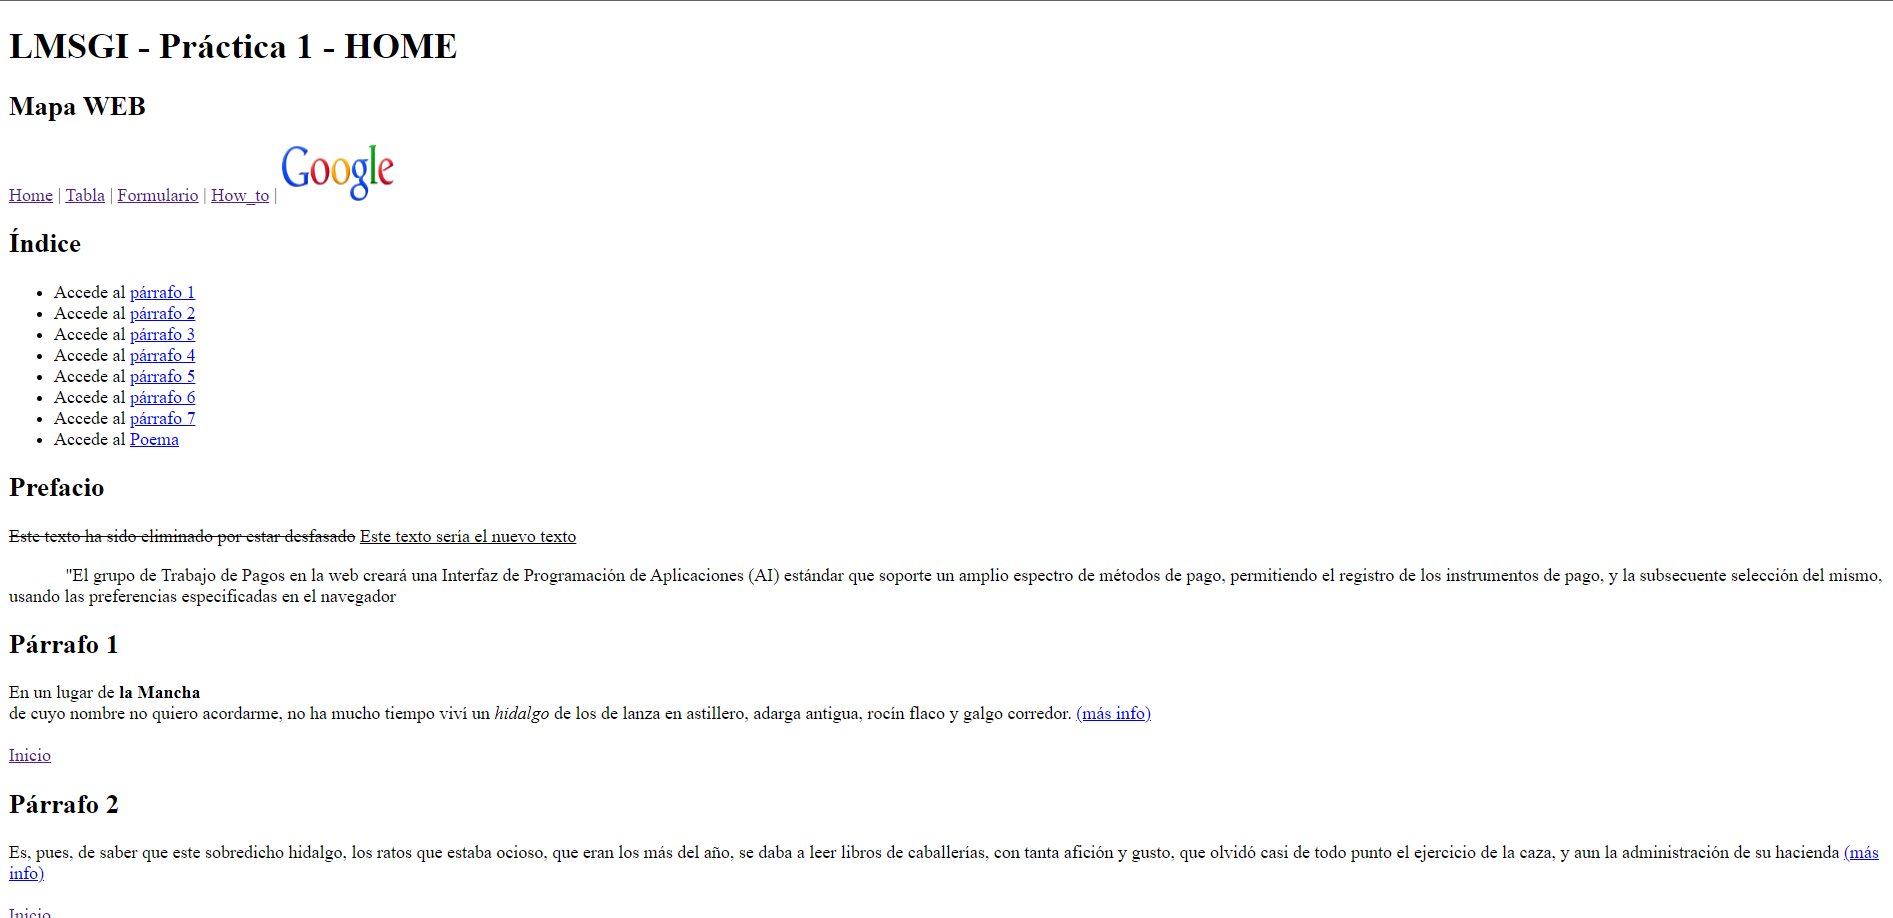 LMSGI - Práctica 1 - HOME
Mapa WEB
Home | Tabla | Formulario | How_to | Google
Índice
• Accede al párrafo 1
• Accede al párrafo 2
• Accede al párrafo 3
• Accede al párrafo 4
• Accede al párrafo 5
• Accede al párrafo 6
• Accede al párrafo 7
• Accede al Poema
Prefacio
Este texto ha sido eliminado por estar desfasado Este texto sería el nuevo texto
"El grupo de Trabajo de Pagos en la web creará una Interfaz de Programación de Aplicaciones (AI) estándar que soporte un amplio espectro de métodos de pago, permitiendo el registro de los instrumentos de pago, y la subsecuente selección del mismo,
usando las preferencias especificadas en el navegador
Párrafo 1
En un lugar de la Mancha
de cuyo nombre no quiero acordarme, no ha mucho tiempo viví un hidalgo de los de lanza en astillero, adarga antigua, rocín flaco y galgo corredor. (más info)
Inicio
Párrafo 2
Es, pues, de saber que este sobredicho hidalgo, los ratos que estaba ocioso, que eran los más del año, se daba a leer libros de caballerías, con tanta afición y gusto, que olvidó casi de todo punto el ejercicio de la caza, y aun la administración de su hacienda (más
info)
Inicio